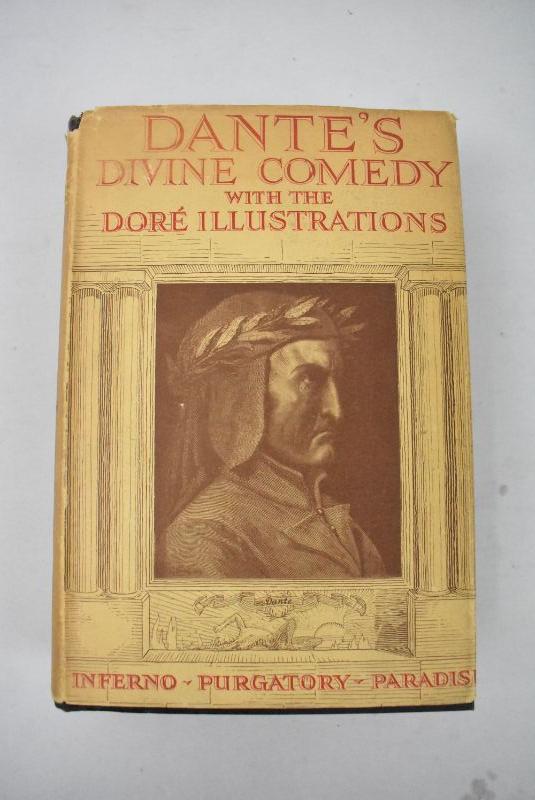 DANTE'S
DIVINE COMEDY
WITH THE
DORÉ ILLUSTRATIONS
Dante
INFERNO - PURGATORY - PARADIS